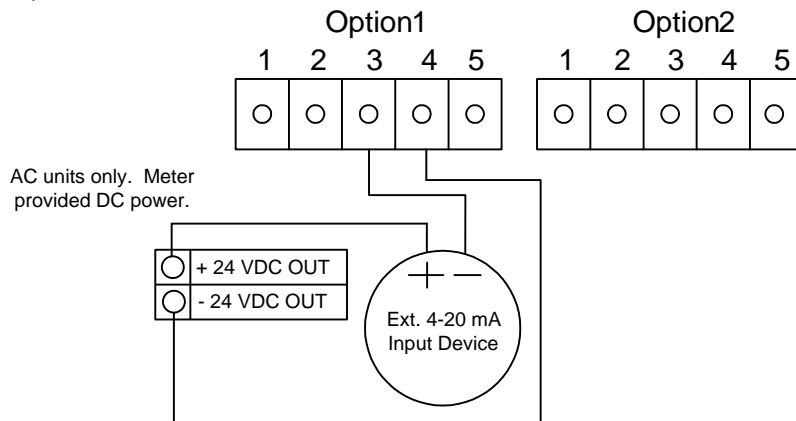 Option1 Option2
1 2 3 4 5 1 2 3 4 5
AC units only. Meter
provided DC power.
+ 24 VDC OUT
- 24 VDC OUT
+ −
Ext. 4-20 mA
Input Device